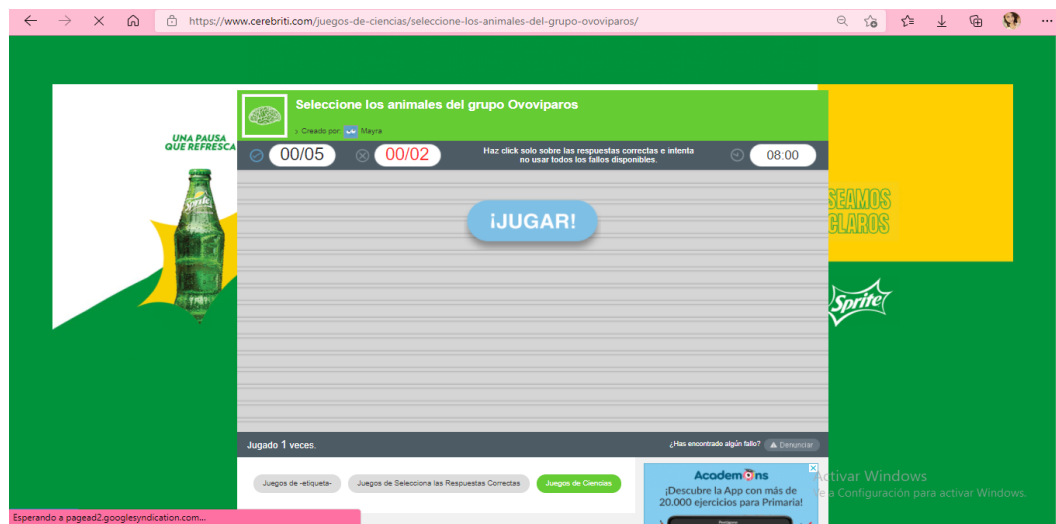 https://www.cerebriti.com/juegos-de-ciencias/seleccione-los-animales-del-grupo-ovoviparos/
Seleccione los animales del grupo Ovoviparos
› Creado por: Mayra
UNA PAUSA
QUE REFRESCA
00/05
00/02
Haz click solo sobre las respuestas correctas e intenta
no usar todos los fallos disponibles.
08:00
Sprite
¡JUGAR!
SEAMOS
CLAROS
Sprite
Jugado 1 veces.
¿Has encontrado algún fallo?
Denunciar
Juegos de -etiqueta-
Juegos de Selecciona las Respuestas Correctas
Juegos de Ciencias
Academons
¡Descubre la App con más de
20.000 ejercicios para Primaria!
Activar Windows
Ve a Configuración para activar Windows.
Esperando a pagead2.googlesyndication.com...